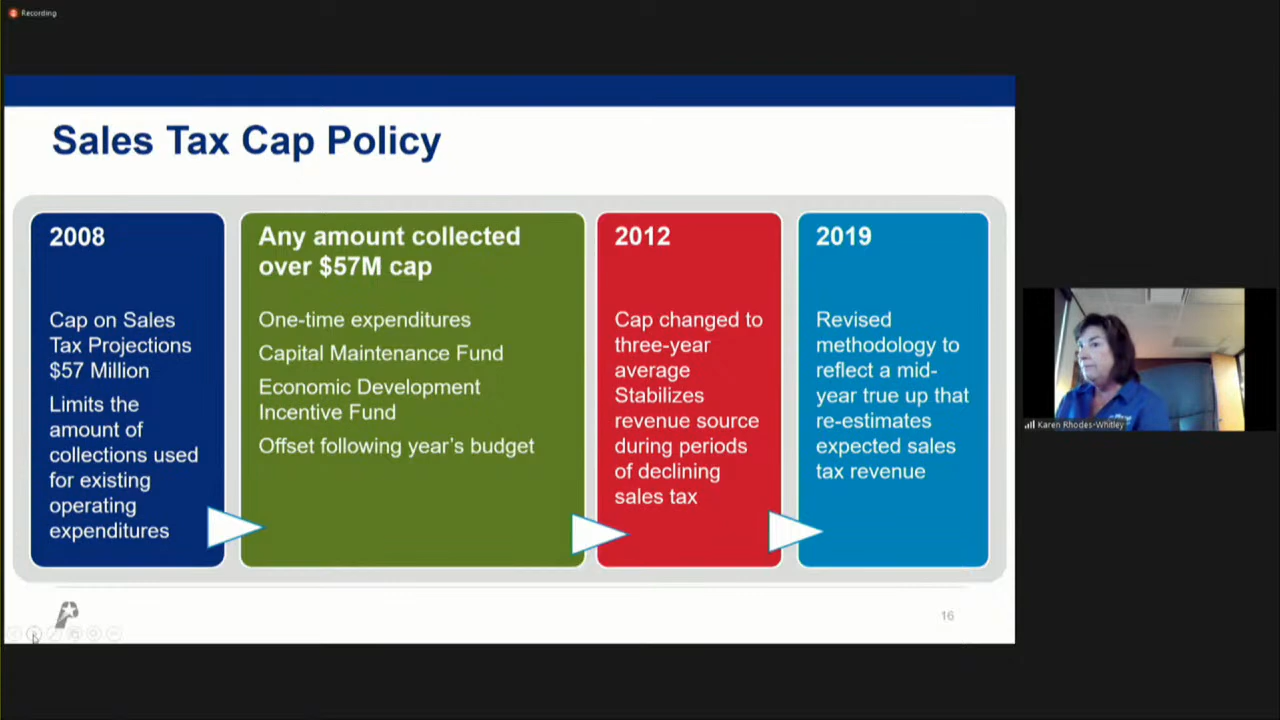 Recording
Sales Tax Cap Policy
2008
Cap on Sales
Tax Projections
$57 Million
Limits the
amount of
collections used
for existing
operating
expenditures
Any amount collected
over $57M cap
One-time expenditures
Capital Maintenance Fund
Economic Development
Incentive Fund
Offset following year's budget
2012
Cap changed to
three-year
average
Stabilizes
revenue source
during periods
of declining
sales tax
2019
Revised
methodology to
reflect a mid-
year true up that
re-estimates
expected sales
tax revenue
16
Karen Rhodes-Whitley